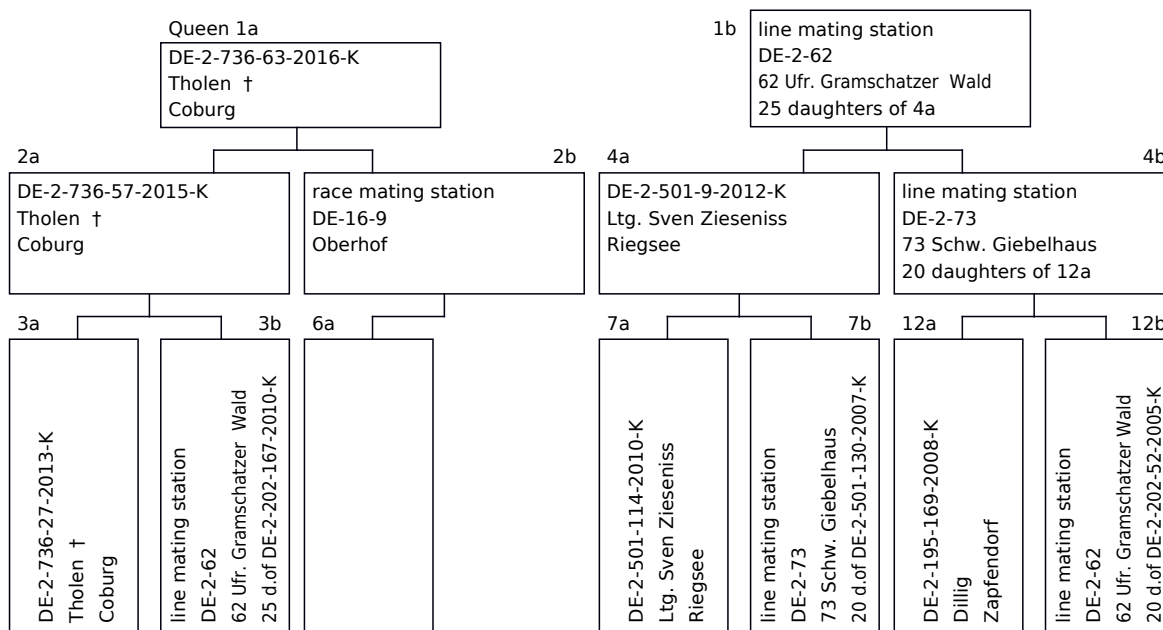 Queen 1a
DE-2-736-63-2016-K
Tholen †
Coburg
1b
line mating station
DE-2-62
62 Ufr. Gramschatzer Wald
25 daughters of 4a
2a
DE-2-736-57-2015-K
Tholen †
Coburg
2b
race mating station
DE-16-9
Oberhof
4a
DE-2-501-9-2012-K
Ltg. Sven Zieseniss
Riegsee
4b
line mating station
DE-2-73
73 Schw. Giebelhaus
20 daughters of 12a
3a
DE-2-736-27-2013-K
Tholen †
Coburg
3b
line mating station
DE-2-62
62 Ufr. Gramschatzer Wald
25 d.of DE-2-202-167-2010-K
6a
7a
DE-2-501-114-2010-K
Ltg. Sven Zieseniss
Riegsee
7b
line mating station
DE-2-73
73 Schw. Giebelhaus
20 d.of DE-2-501-130-2007-K
12a
DE-2-195-169-2008-K
Dillig
Zapfendorf
12b
line mating station
DE-2-62
62 Ufr. Gramschatzer Wald
20 d.of DE-2-202-52-2005-K